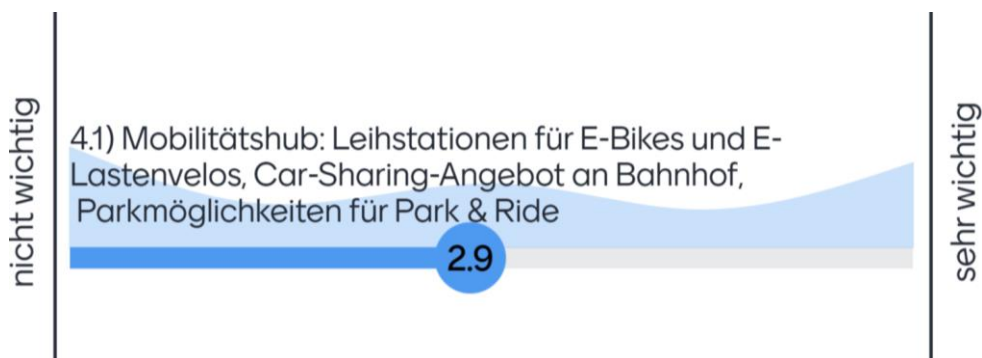 nicht wichtig
4.1) Mobilitätshub: Leihstationen für E-Bikes und E-
Lastenvelos, Car-Sharing-Angebot an Bahnhof,
Parkmöglichkeiten für Park & Ride
2.9
sehr wichtig